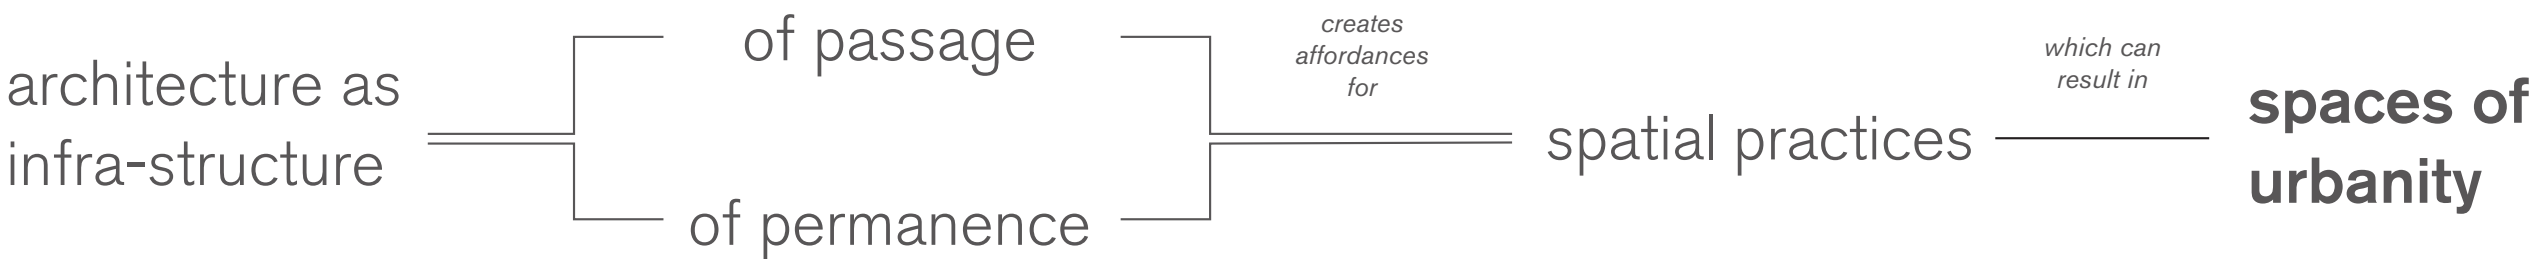 architecture as
infra-structure
of passage
of permanence
creates
affordances
for
spatial practices
which can
result in
spaces of
urbanity